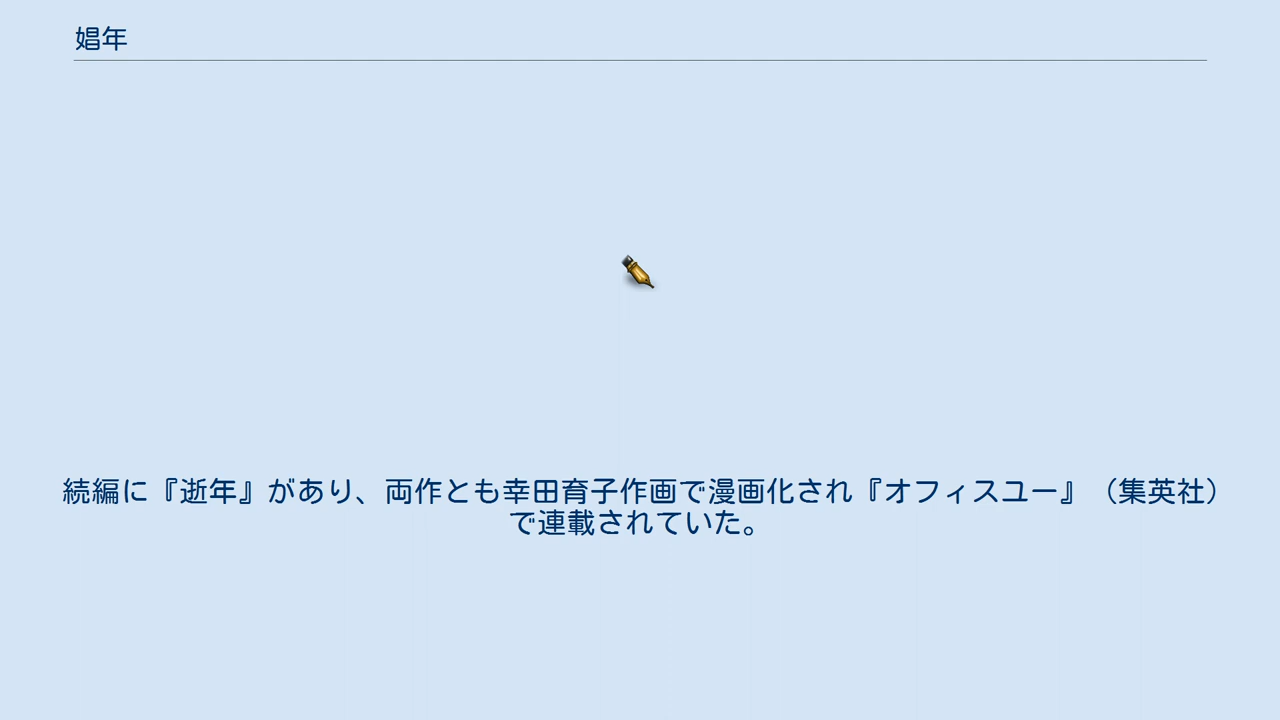 娼年
続編に『逝年』があり、両作とも幸田育子作画で漫画化され『オフィスユー』（集英社）
で連載されていた。